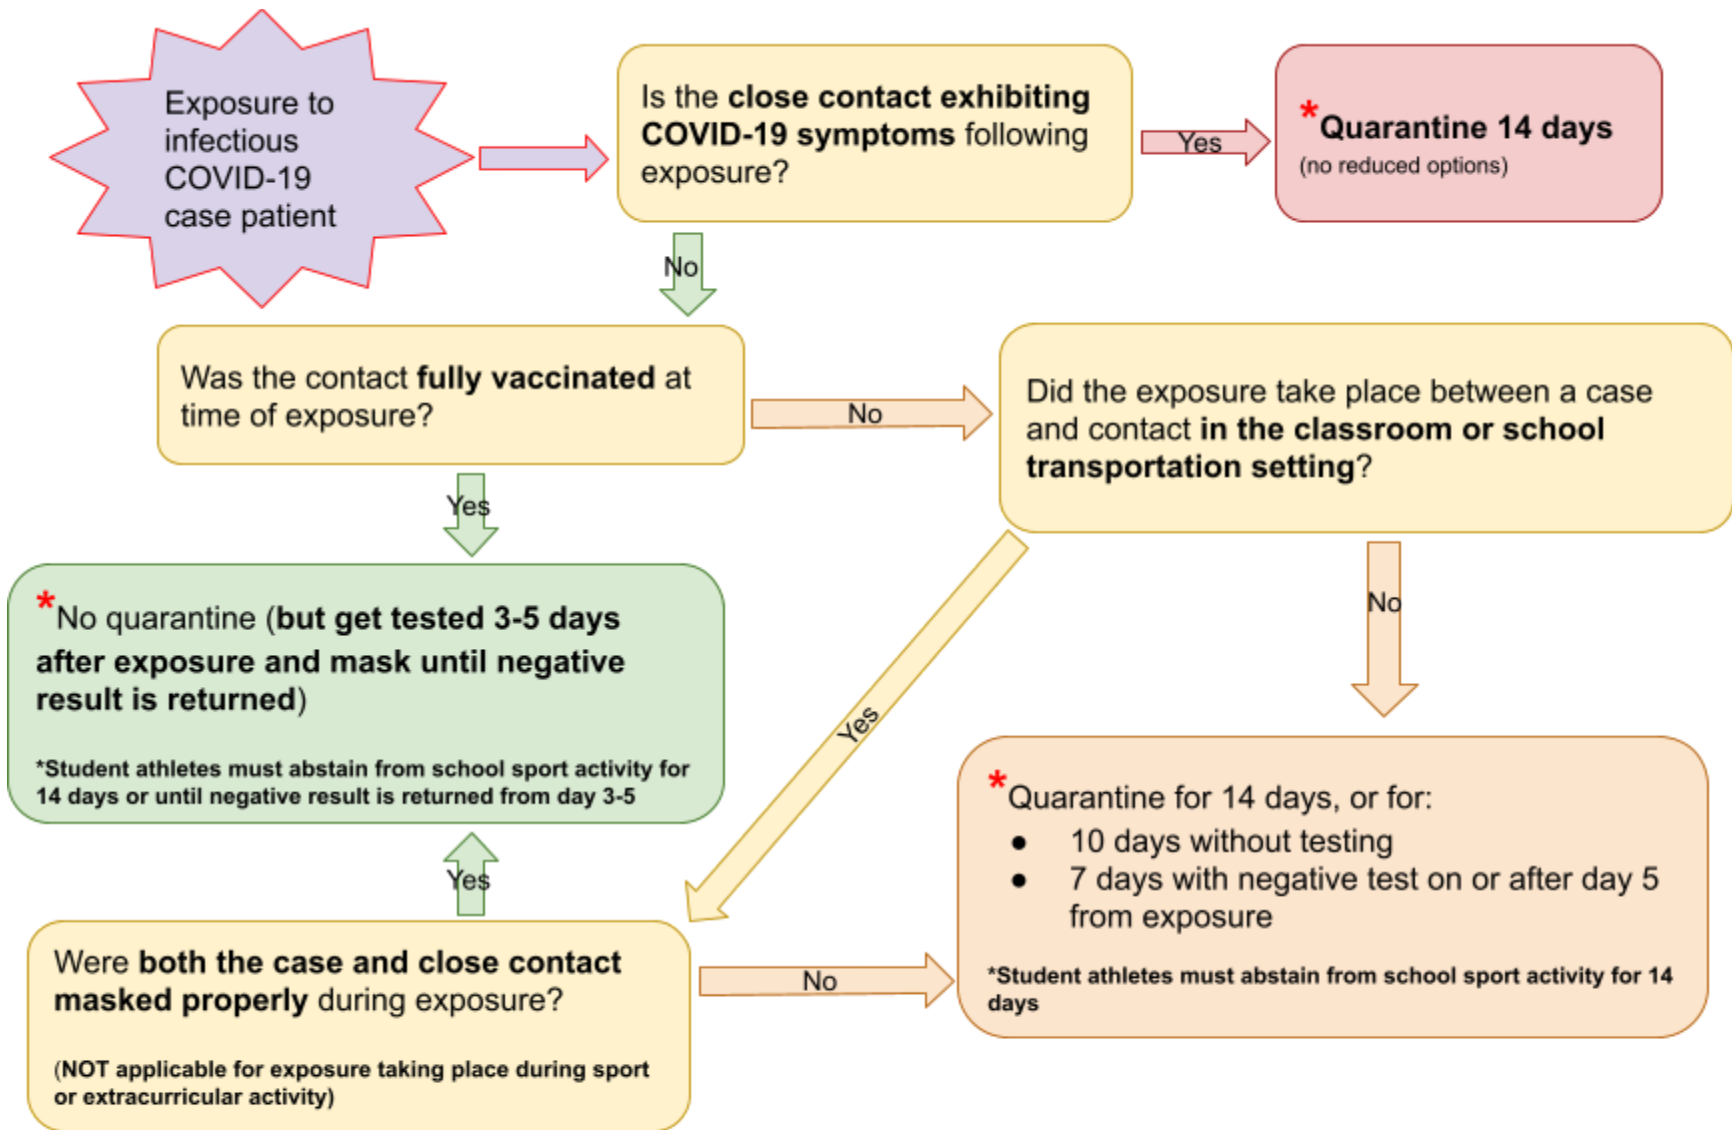 Exposure to
infectious
COVID-19
case patient
Is the close contact exhibiting
COVID-19 symptoms following
exposure?
Yes
*Quarantine 14 days
(no reduced options)
No
Was the contact fully vaccinated at
time of exposure?
No
Did the exposure take place between a case
and contact in the classroom or school
transportation setting?
Yes
*No quarantine (but get tested 3-5 days
after exposure and mask until negative
result is returned)
*Student athletes must abstain from school sport activity for
14 days or until negative result is returned from day 3-5
Yes
No
*Quarantine for 14 days, or for:
● 10 days without testing
● 7 days with negative test on or after day 5
from exposure
*Student athletes must abstain from school sport activity for 14
days
Yes
Were both the case and close contact
masked properly during exposure?
(NOT applicable for exposure taking place during sport
or extracurricular activity)
No